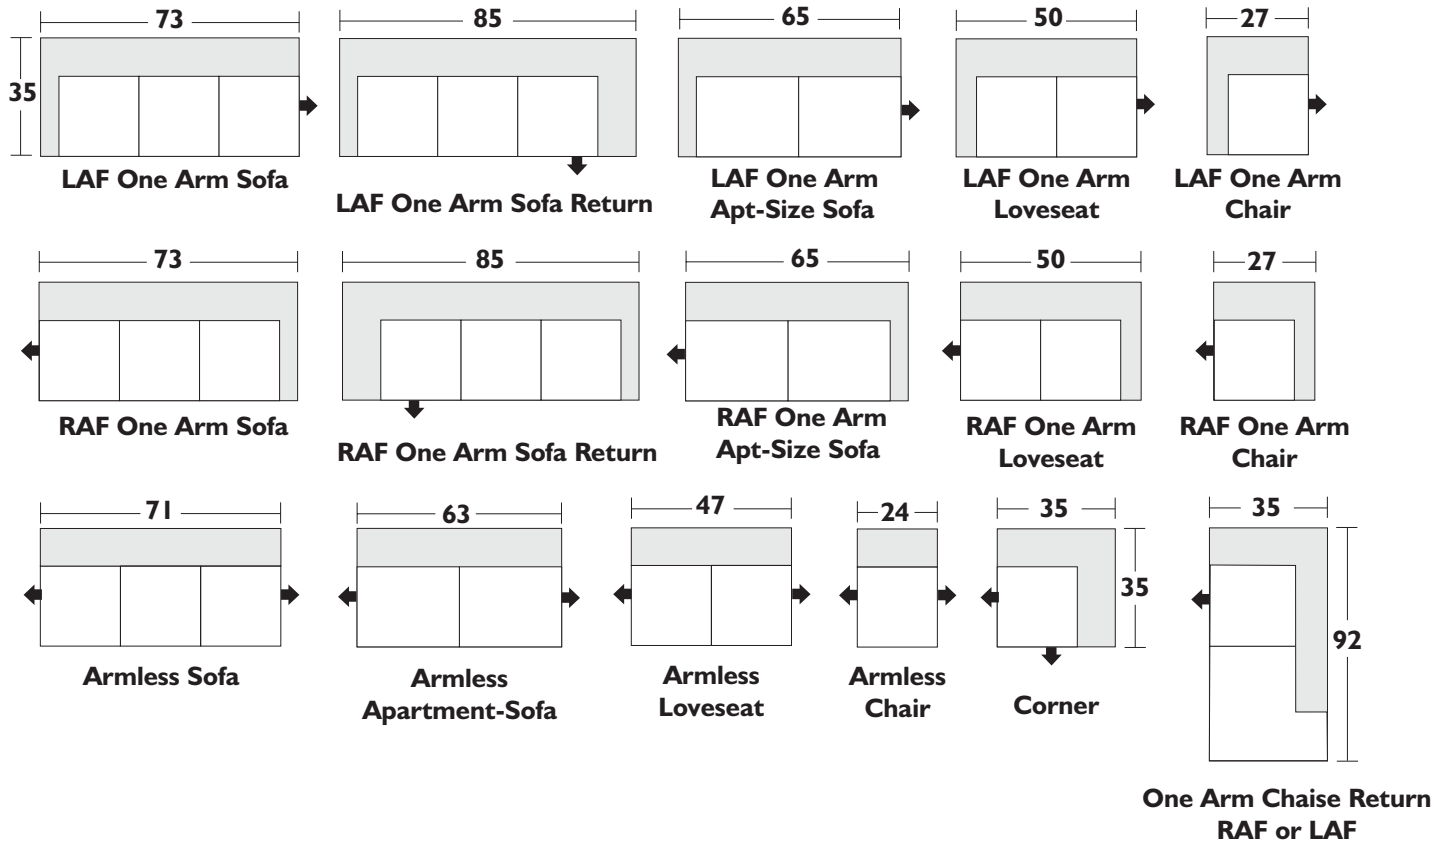 73
85
65
50
27
35
LAF One Arm Sofa
LAF One Arm Sofa Return
LAF One Arm
Apt-Size Sofa
LAF One Arm
Loveseat
LAF One Arm
Chair
73
85
65
50
27
RAF One Arm Sofa
RAF One Arm Sofa Return
RAF One Arm
Apt-Size Sofa
RAF One Arm
Loveseat
RAF One Arm
Chair
71
63
47
24
35
35
35
92
Armless Sofa
Armless
Apartment-Sofa
Armless
Loveseat
Armless
Chair
Corner
One Arm Chaise Return
RAF or LAF